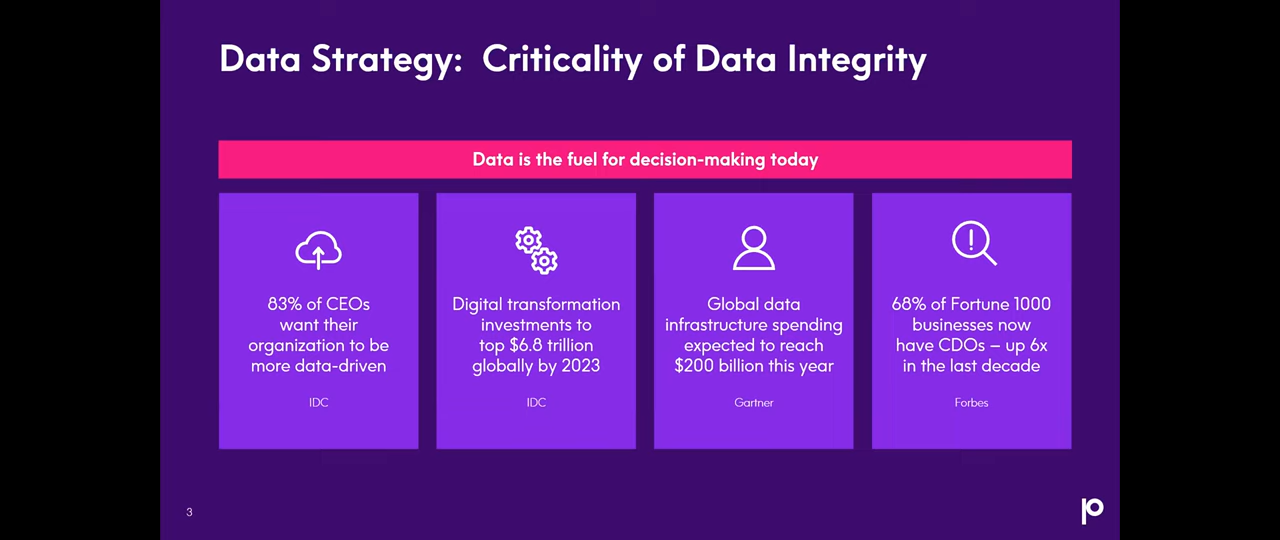 Data Strategy:  Criticality of Data Integrity
Data is the fuel for decision-making today
83% of CEOs
want their
organization to be
more data-driven
IDC
Digital transformation
investments to
top $6.8 trillion
globally by 2023
IDC
Global data
infrastructure spending
expected to reach
$200 billion this year
Gartner
68% of Fortune 1000
businesses now
have CDOs – up 6x
in the last decade
Forbes
3